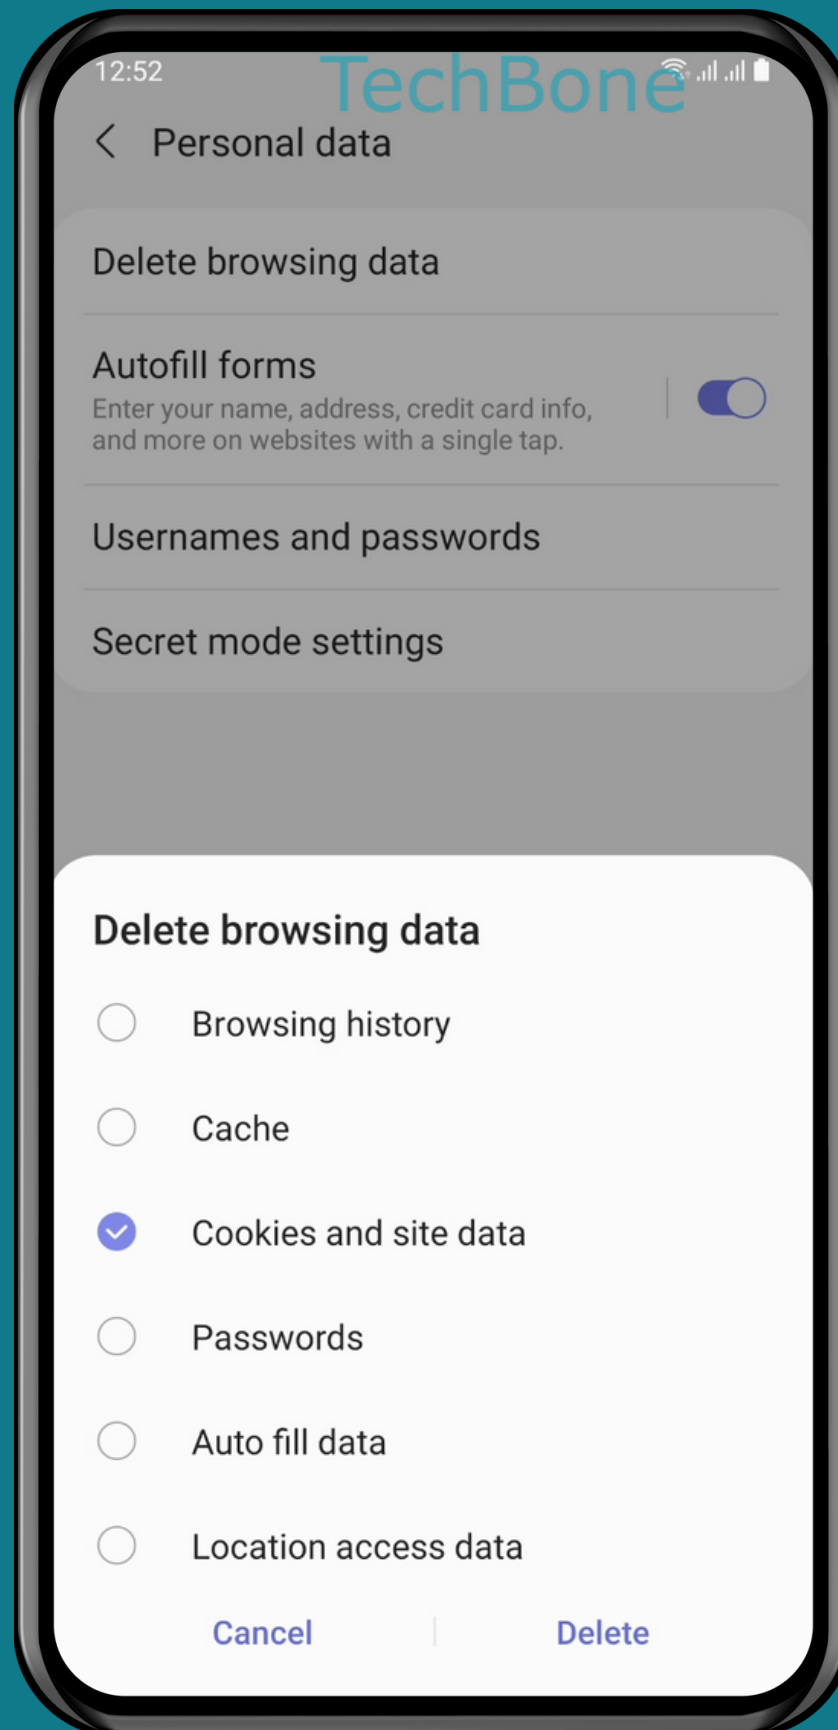 12:52
TechBone
Personal data
Delete browsing data
Autofill forms
Enter your name, address, credit card info,
and more on websites with a single tap.
Usernames and passwords
Secret mode settings
Delete browsing data
Browsing history
Cache
Cookies and site data
Passwords
Auto fill data
Location access data
Cancel
Delete